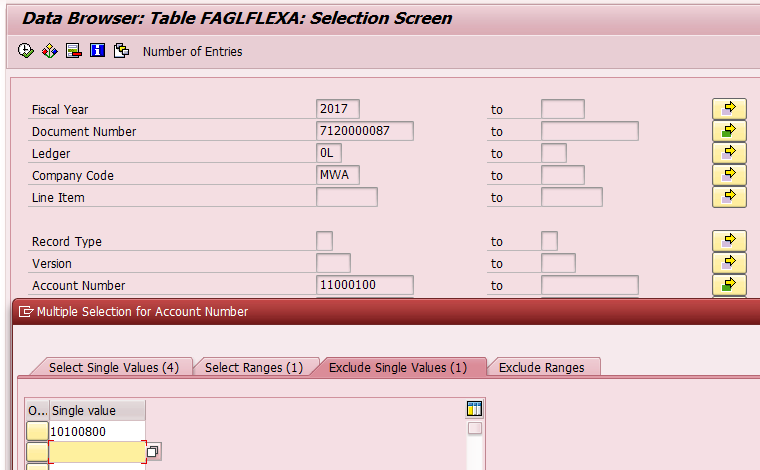 Data Browser: Table FAGLFLEXA: Selection Screen
Number of Entries
Fiscal Year 2017 to
Document Number 7120000087 to
Ledger 0L to
Company Code MWA to
Line Item to
Record Type to
Version to
Account Number 11000100 to
Multiple Selection for Account Number
Select Single Values (4) Select Ranges (1) Exclude Single Values (1) Exclude Ranges
O... Single value
10100800